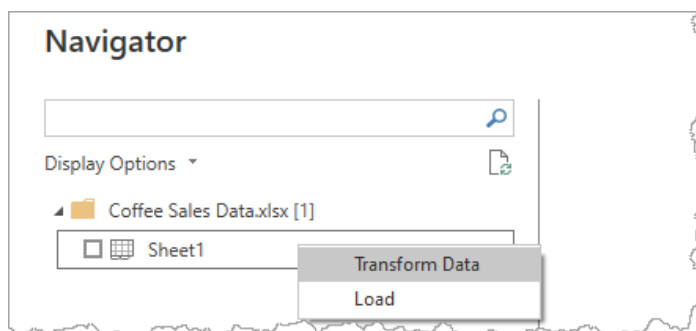 Navigator
Display Options
Coffee Sales Data.xlsx [1]
Sheet1
Transform Data
Load